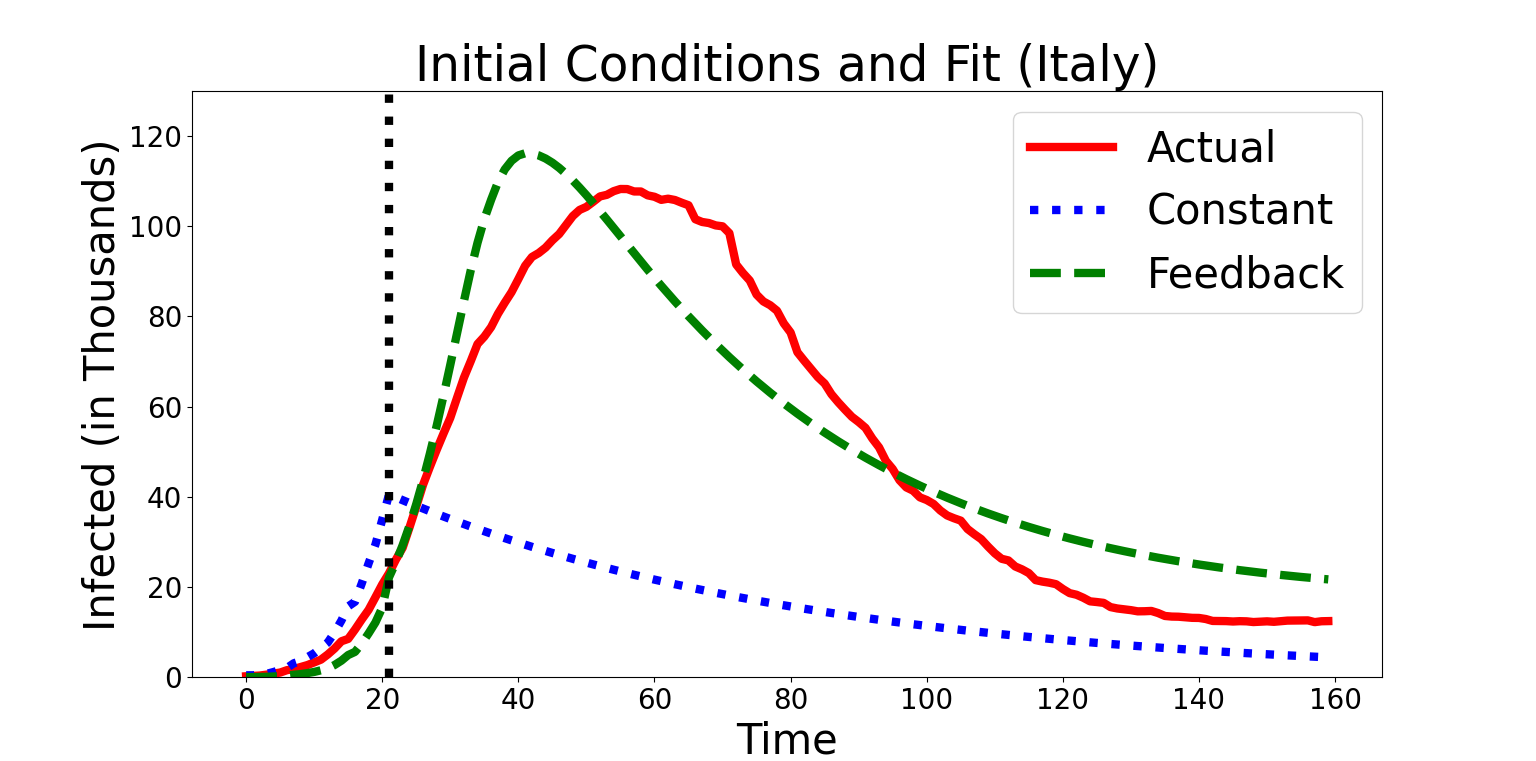 Initial Conditions and Fit (Italy)
Infected (in Thousands)
120
100
80
60
40
20
0
Actual
Constant
Feedback
0 20 40 60 80 100 120 140 160
Time